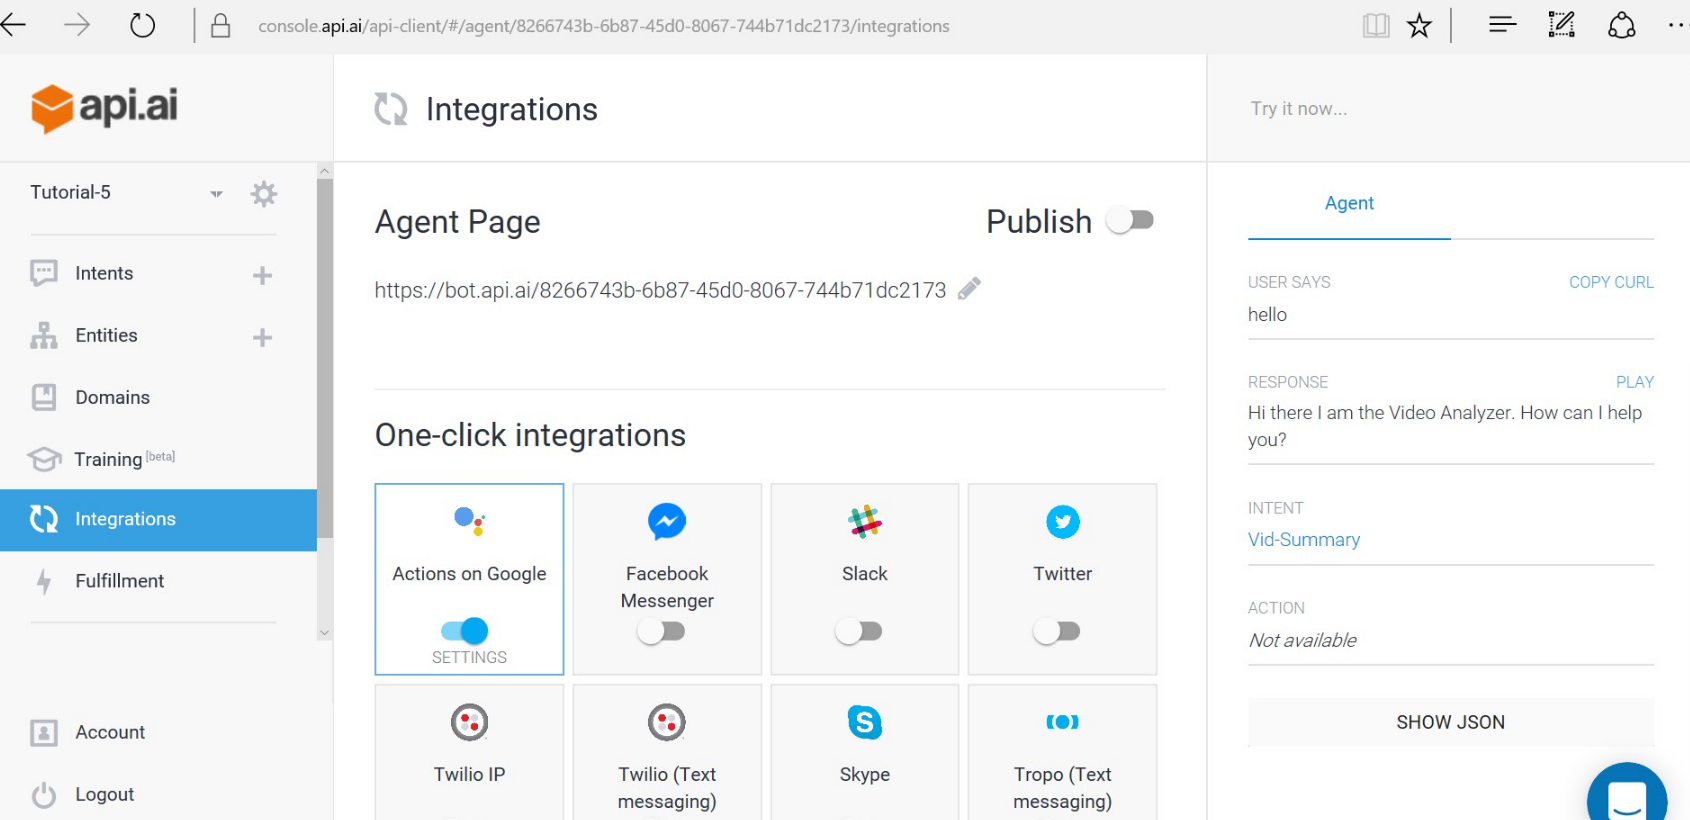 console.api.ai/api-client/#/agent/8266743b-6b87-45d0-8067-744b71dc2173/integrations
api.ai
Integrations
Try it now...
Tutorial-5
Intents
Entities
Domains
Training [beta]
Integrations
Fulfillment
Account
Logout
Agent Page
Publish
https://bot.api.ai/8266743b-6b87-45d0-8067-744b71dc2173
One-click integrations
Actions on Google
SETTINGS
Facebook
Messenger
Slack
Twitter
Twilio IP
Twilio (Text
messaging)
Skype
Tropo (Text
messaging)
Agent
USER SAYS
COPY CURL
hello
RESPONSE
PLAY
Hi there I am the Video Analyzer. How can I help
you?
INTENT
Vid-Summary
ACTION
Not available
SHOW JSON